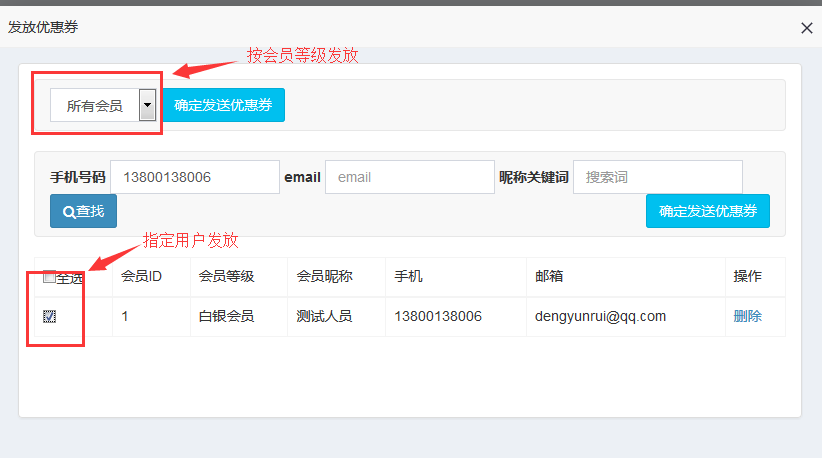 发放优惠券
按会员等级发放
所有会员 确定发送优惠券
手机号码 13800138006 email email 昵称关键词 搜索词
查找 确定发送优惠券
指定用户发放
全选 会员ID 会员等级 会员昵称 手机 邮箱 操作
1 白银会员 测试人员 13800138006 dengyunrui@qq.com 删除